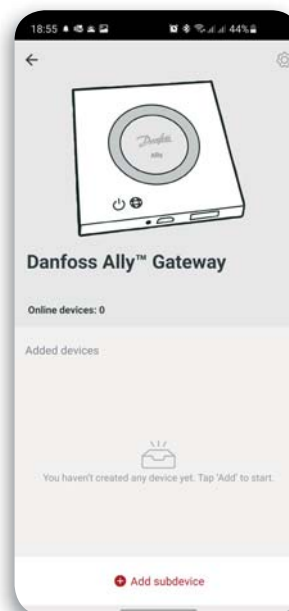 18:55 44%
Danfoss
Ally
Danfoss Ally™ Gateway
Online devices: 0
Added devices
You haven't created any device yet. Tap 'Add' to start.
Add subdevice